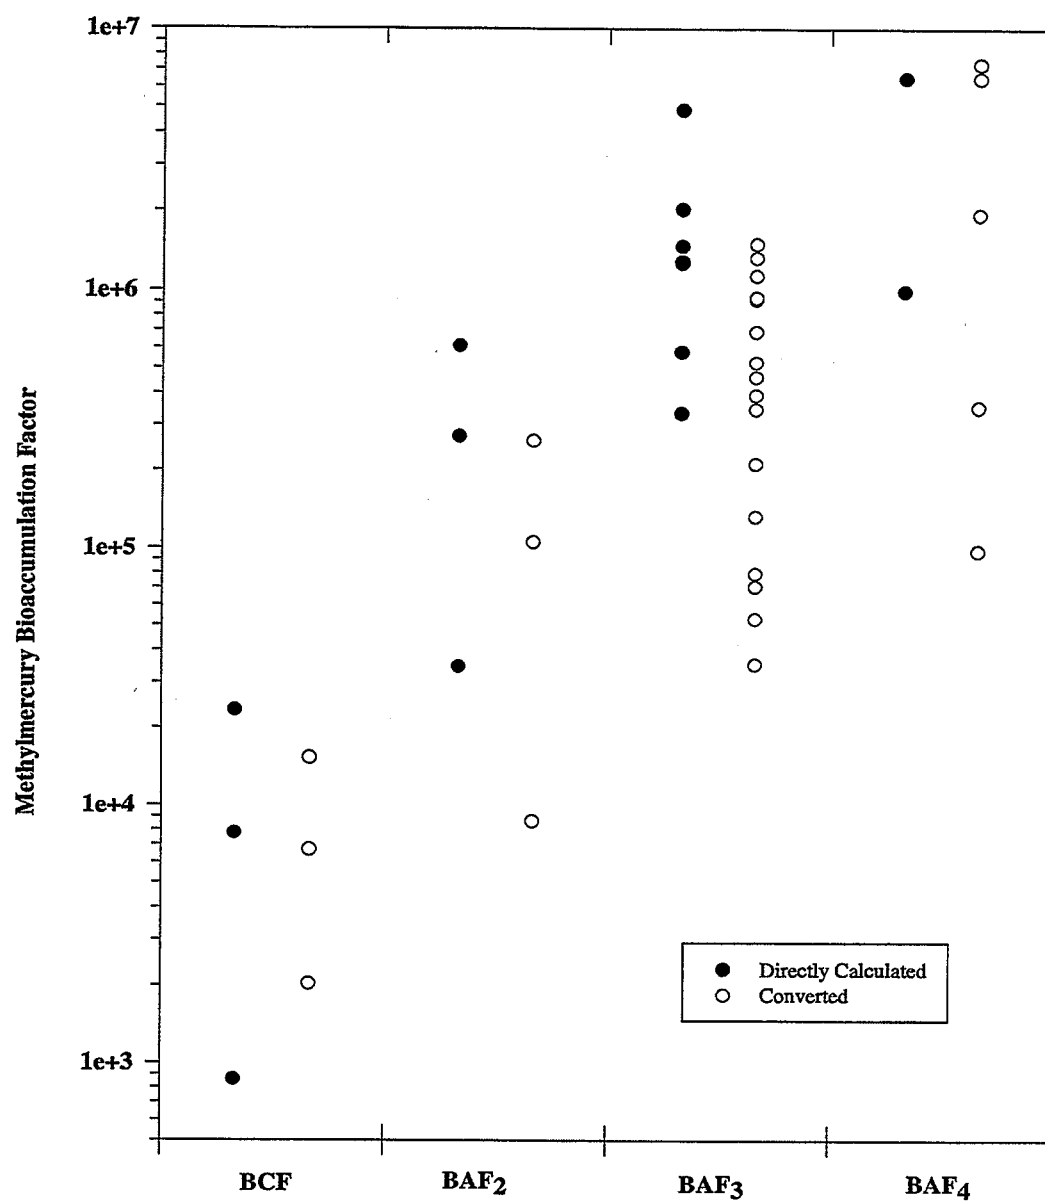 Methylmercury Bioaccumulation Factor
1e+7
1e+6
1e+5
1e+4
1e+3
Directly Calculated
Converted
BCF
BAF2
BAF3
BAF4